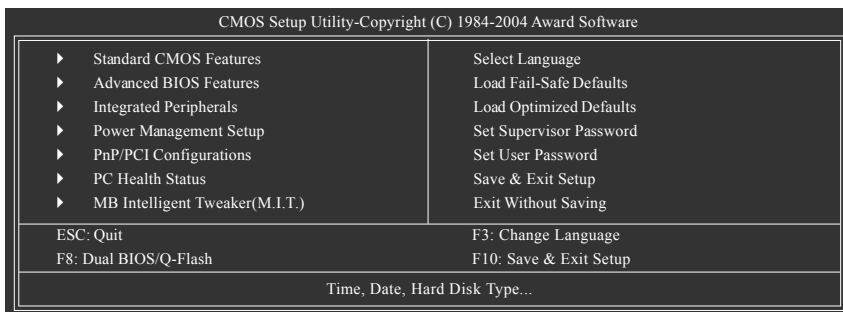 CMOS Setup Utility-Copyright (C) 1984-2004 Award Software
Standard CMOS Features
Advanced BIOS Features
Integrated Peripherals
Power Management Setup
PnP/PCI Configurations
PC Health Status
MB Intelligent Tweaker(M.I.T.)
Select Language
Load Fail-Safe Defaults
Load Optimized Defaults
Set Supervisor Password
Set User Password
Save & Exit Setup
Exit Without Saving
ESC: Quit
F8: Dual BIOS/Q-Flash
F3: Change Language
F10: Save & Exit Setup
Time, Date, Hard Disk Type...